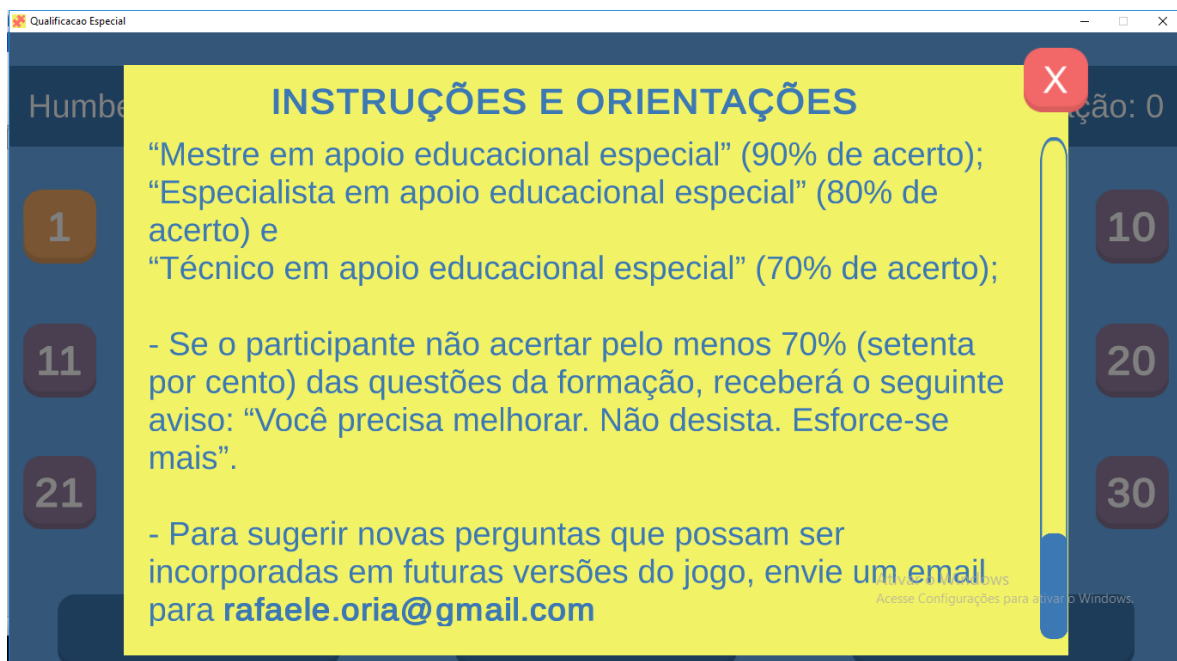 Qualificacao Especial
Humbe
ção: 0
X
INSTRUÇÕES E ORIENTAÇÕES
“Mestre em apoio educacional especial” (90% de acerto);
“Especialista em apoio educacional especial” (80% de
acerto) e
“Técnico em apoio educacional especial” (70% de acerto);
- Se o participante não acertar pelo menos 70% (setenta
por cento) das questões da formação, receberá o seguinte
aviso: “Você precisa melhorar. Não desista. Esforce-se
mais”.
- Para sugerir novas perguntas que possam ser
incorporadas em futuras versões do jogo, envie um email
para rafaele.oria@gmail.com
1
10
11
20
21
30
Ativar o Windows
Acesse Configurações para ativar o Windows.